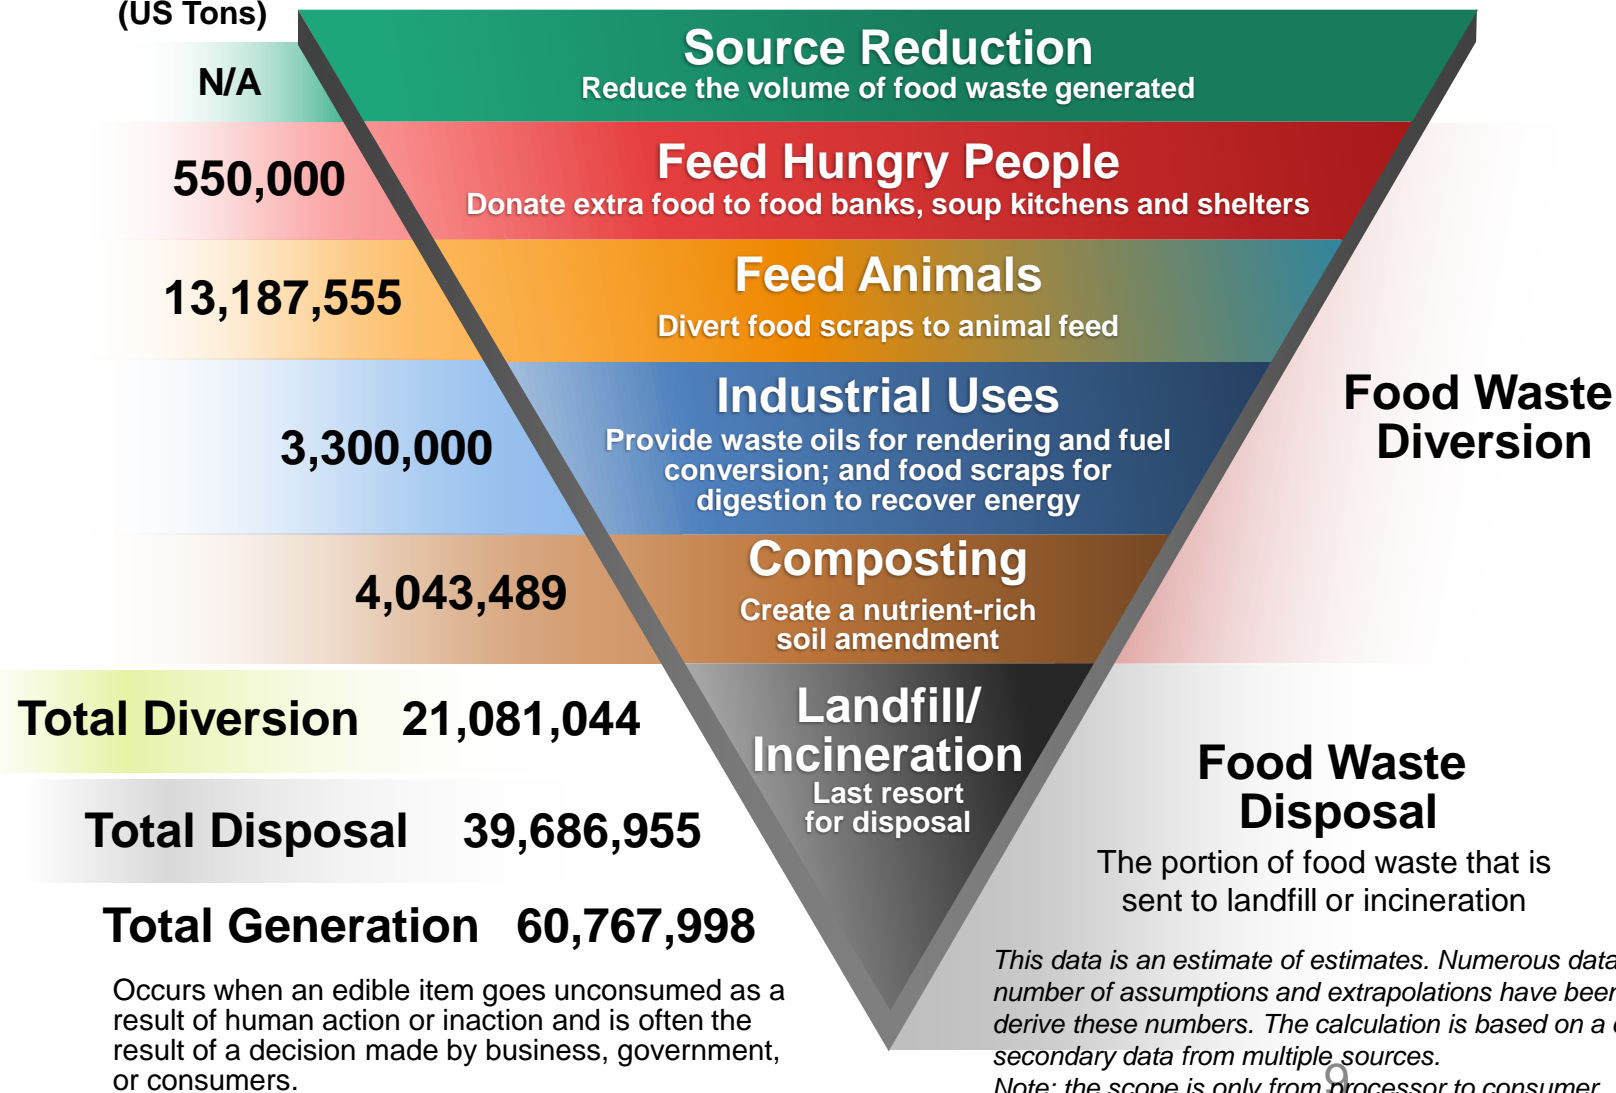 (US Tons)
Source Reduction
Reduce the volume of food waste generated
N/A
Feed Hungry People
Donate extra food to food banks, soup kitchens and shelters
550,000
Feed Animals
Divert food scraps to animal feed
13,187,555
Industrial Uses
Provide waste oils for rendering and fuel
conversion; and food scraps for
digestion to recover energy
3,300,000
Food Waste
Diversion
Composting
Create a nutrient-rich
soil amendment
4,043,489
Total Diversion 21,081,044
Landfill/
Incineration
Last resort
for disposal
Total Disposal 39,686,955
Food Waste
Disposal
The portion of food waste that is
sent to landfill or incineration
Total Generation 60,767,998
Occurs when an edible item goes unconsumed as a
result of human action or inaction and is often the
result of a decision made by business, government,
or consumers.
This data is an estimate of estimates. Numerous data
number of assumptions and extrapolations have been
derive these numbers. The calculation is based on a
secondary data from multiple sources.
Note: the scope is only from processor to consumer
9